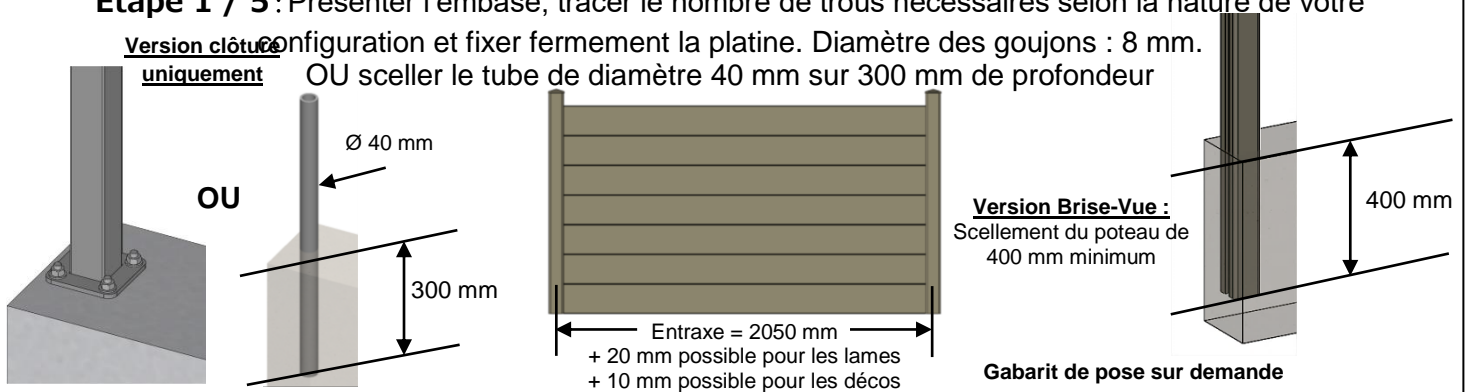 Etape 1 / 5 : Présenter l'embase, tracer le nombre de trous nécessaires selon la nature de votre
configuration et fixer fermement la platine. Diamètre des goujons : 8 mm.
OU sceller le tube de diamètre 40 mm sur 300 mm de profondeur
Version clôture
uniquement
Ø 40 mm
OU
300 mm
Entraxe = 2050 mm
+ 20 mm possible pour les lames
+ 10 mm possible pour les décos
Version Brise-Vue :
Scellement du poteau de
400 mm minimum
400 mm
Gabarit de pose sur demande